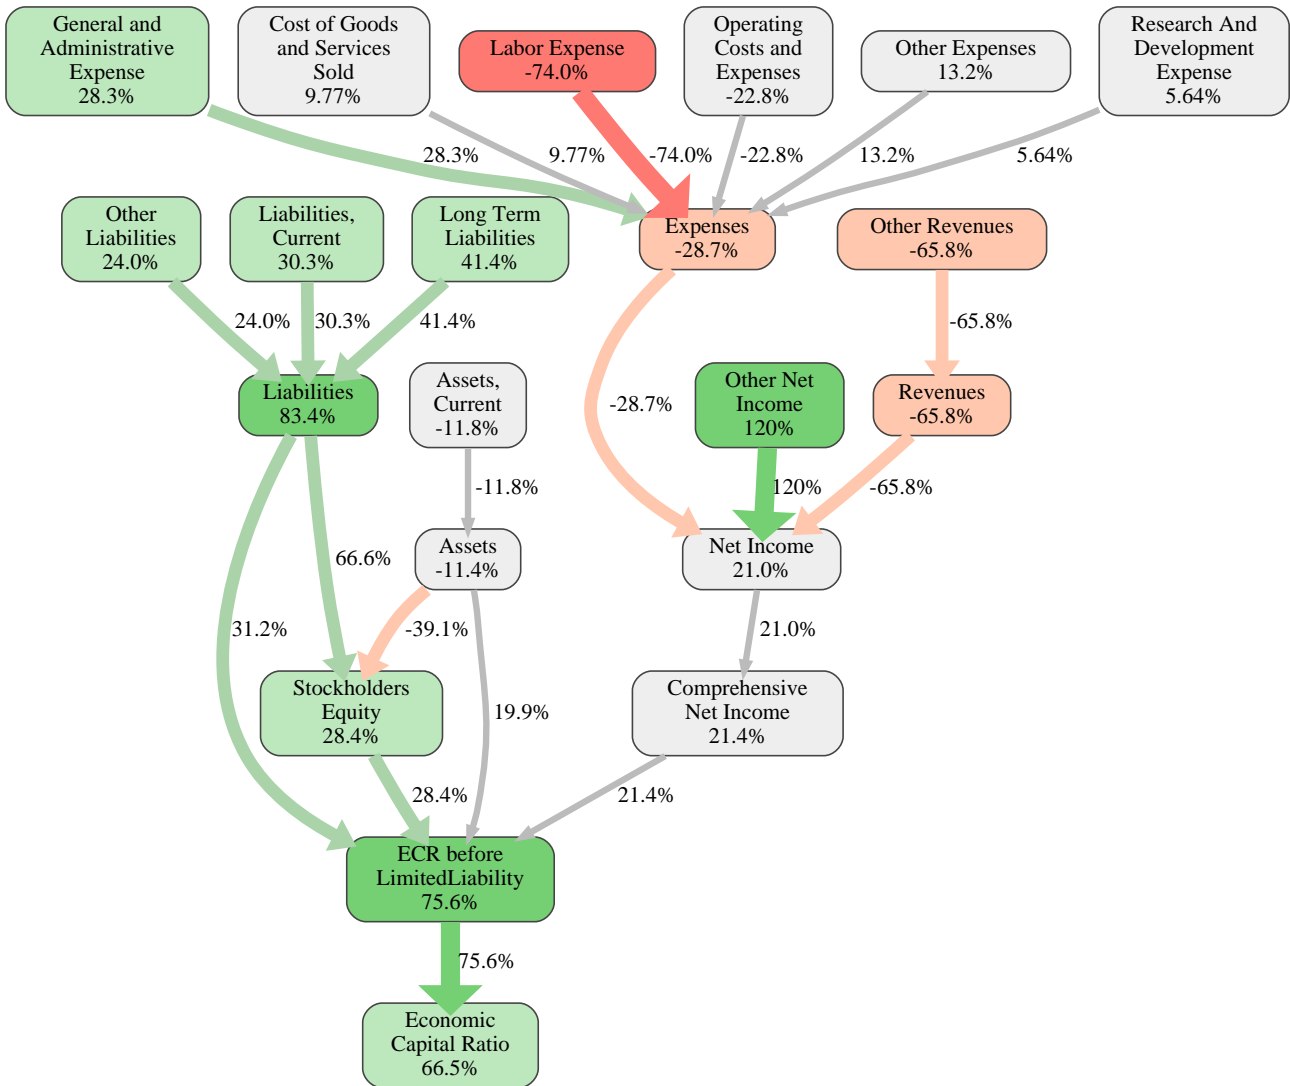 General and
Administrative
Expense
28.3%
Cost of Goods
and Services
Sold
9.77%
Labor Expense
-74.0%
Operating
Costs and
Expenses
-22.8%
Other Expenses
13.2%
Research And
Development
Expense
5.64%
28.3%
9.77%
-74.0%
-22.8%
13.2%
5.64%
Other
Liabilities
24.0%
Liabilities,
Current
30.3%
Long Term
Liabilities
41.4%
Expenses
-28.7%
Other Revenues
-65.8%
24.0%
30.3%
41.4%
-65.8%
Liabilities
83.4%
Assets,
Current
-11.8%
-28.7%
Other Net
Income
120%
Revenues
-65.8%
-11.8%
120%
-65.8%
66.6%
Assets
-11.4%
Net Income
21.0%
31.2%
-39.1%
21.0%
Stockholders
Equity
28.4%
19.9%
Comprehensive
Net Income
21.4%
28.4%
21.4%
ECR before
LimitedLiability
75.6%
75.6%
Economic
Capital Ratio
66.5%